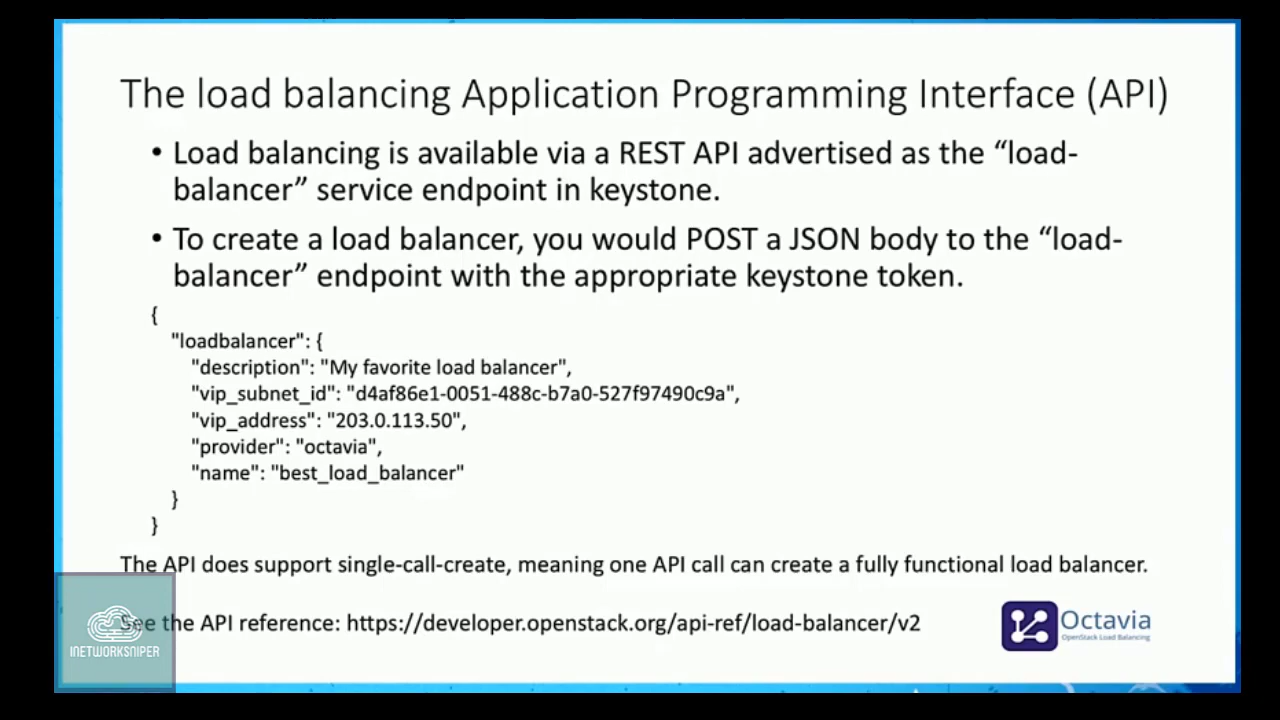 The load balancing Application Programming Interface (API)
• Load balancing is available via a REST API advertised as the “load-
balancer” service endpoint in keystone.
• To create a load balancer, you would POST a JSON body to the “load-
balancer” endpoint with the appropriate keystone token.
{
"loadbalancer": {
"description": "My favorite load balancer",
"vip_subnet_id": "d4af86e1-0051-488c-b7a0-527f97490c9a",
"vip_address": "203.0.113.50",
"provider": "octavia",
"name": "best_load_balancer"
}
}
The API does support single-call-create, meaning one API call can create a fully functional load balancer.
See the API reference: https://developer.openstack.org/api-ref/load-balancer/v2
Octavia
OpenStack Load Balancing
INETWORKSNIPER